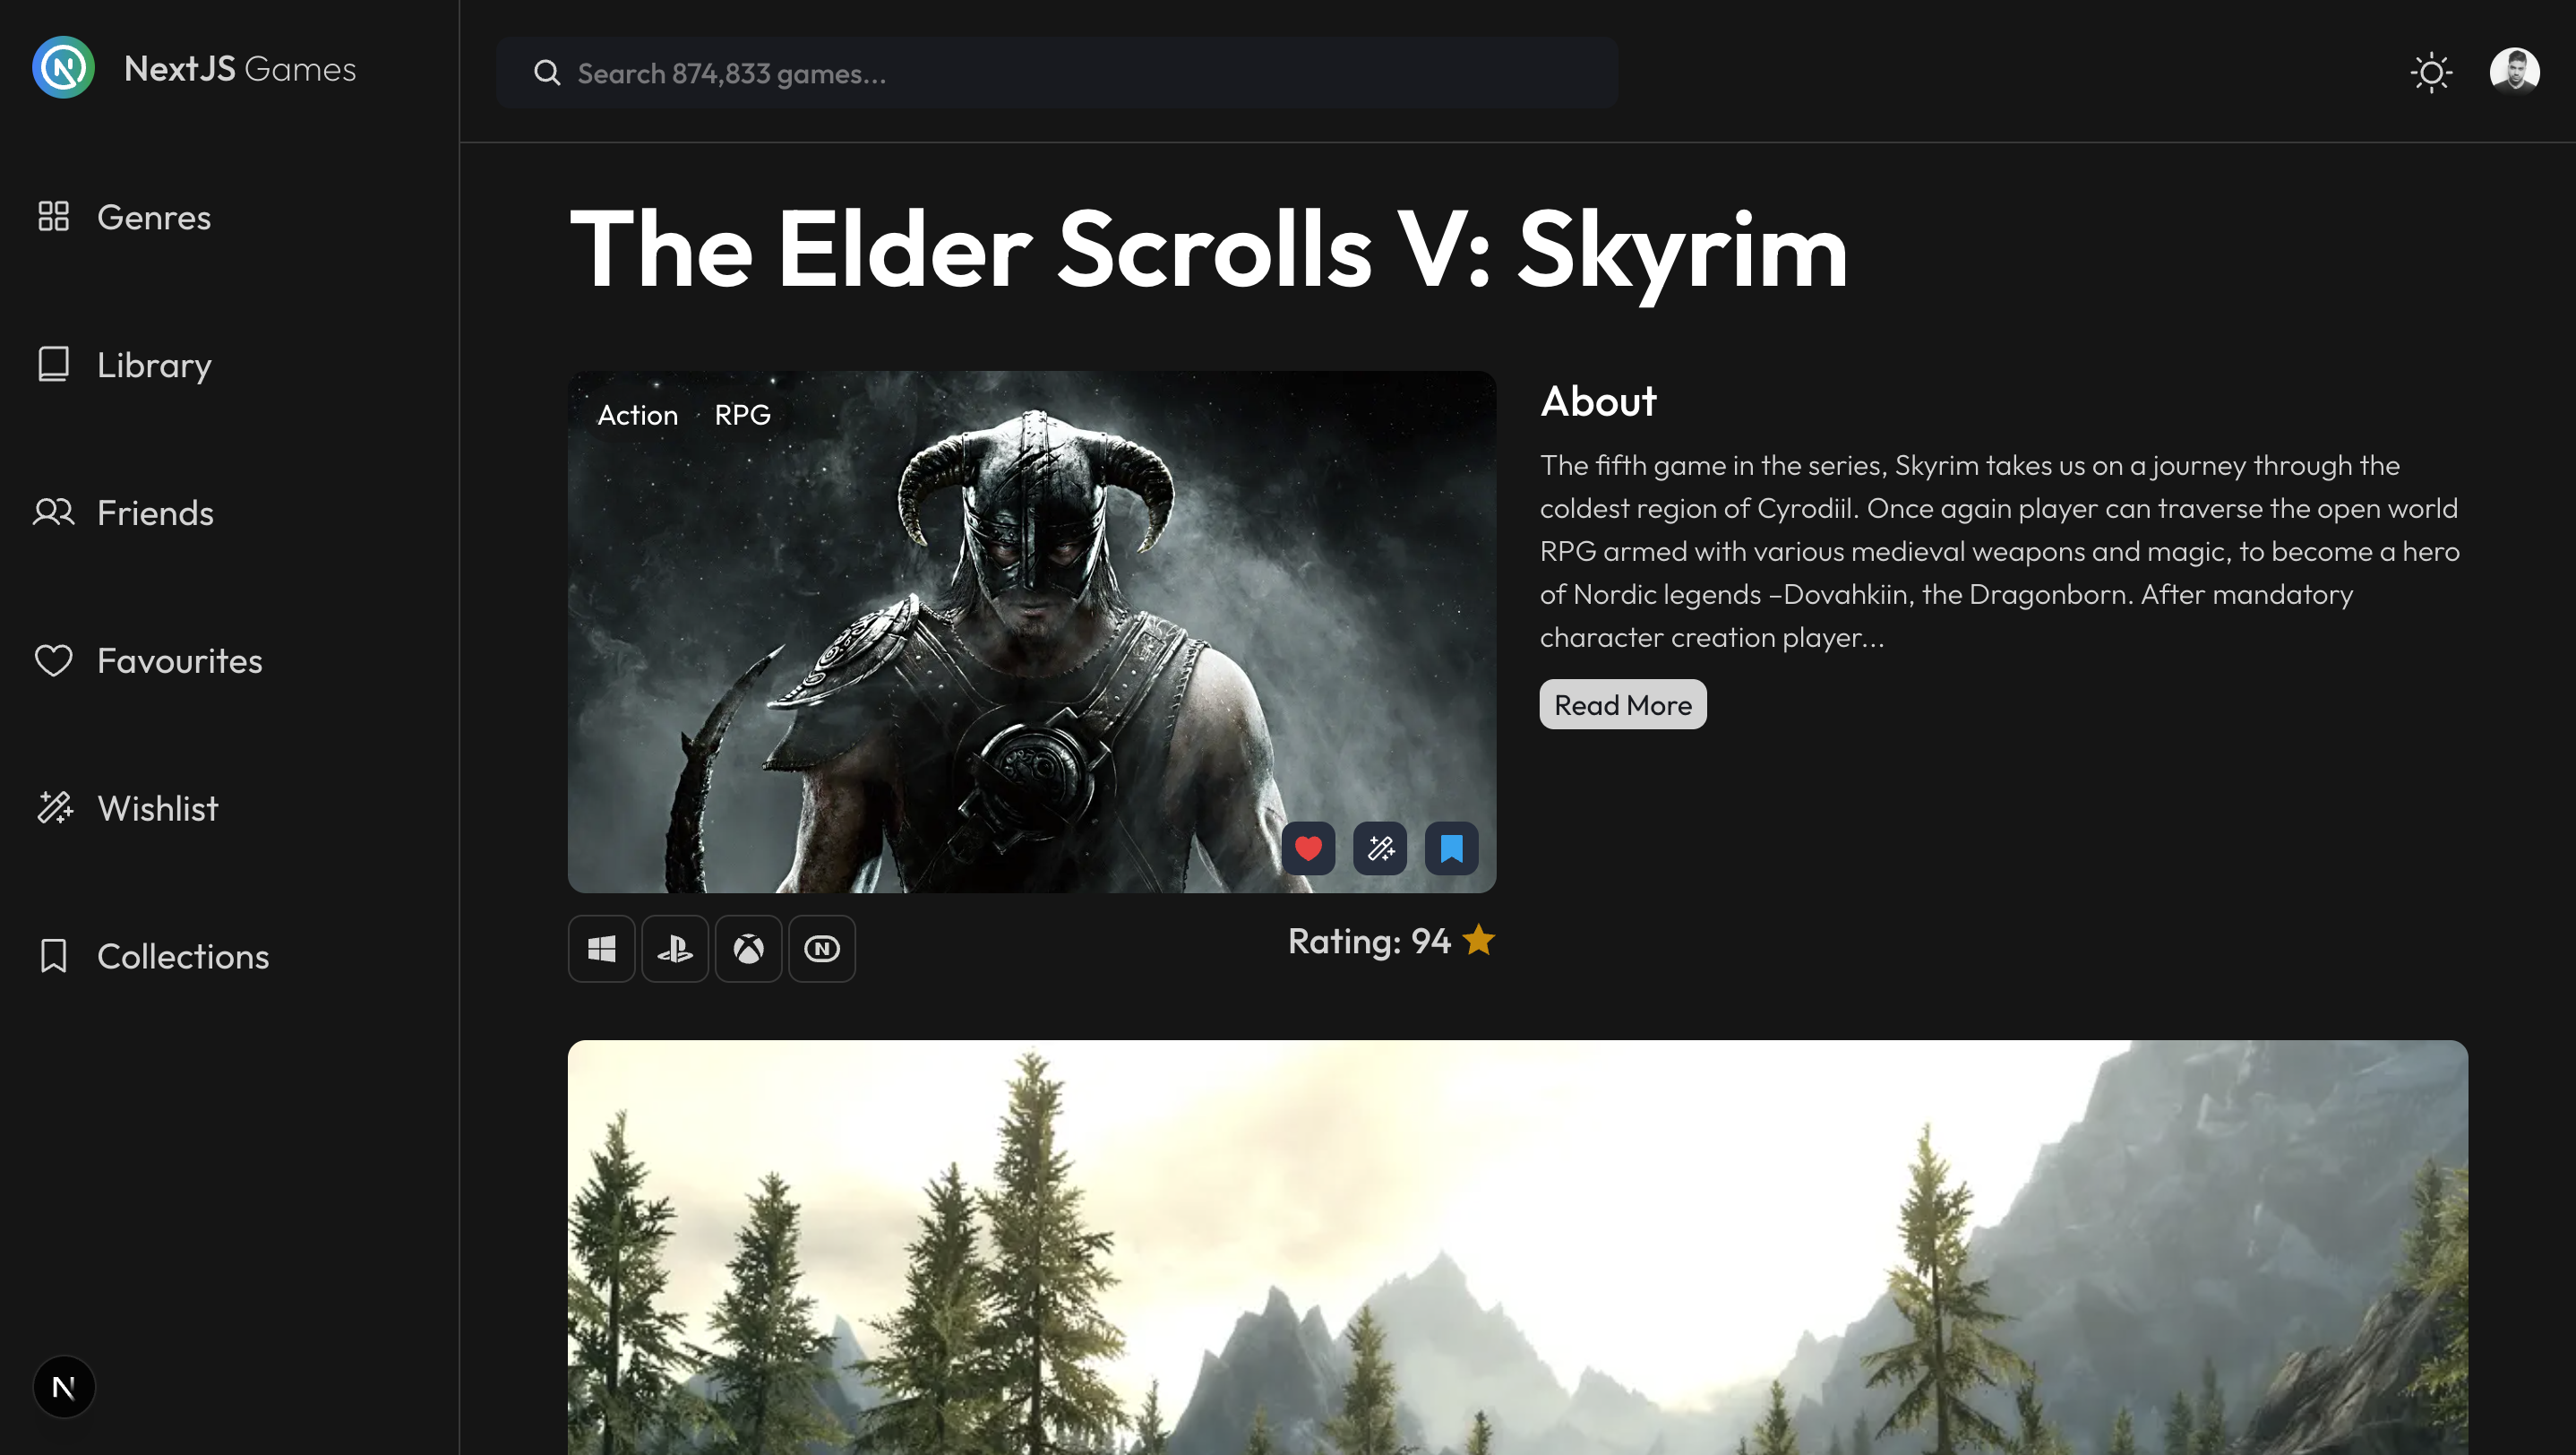 NextJS Games
Search 874,833 games...
Genres
Library
Friends
Favourites
Wishlist
Collections
The Elder Scrolls V: Skyrim
Action
RPG
About
The fifth game in the series, Skyrim takes us on a journey through the
coldest region of Cyrodiil. Once again player can traverse the open world
RPG armed with various medieval weapons and magic, to become a hero
of Nordic legends –Dovahkiin, the Dragonborn. After mandatory
character creation player...
Read More
N
Rating: 94
N